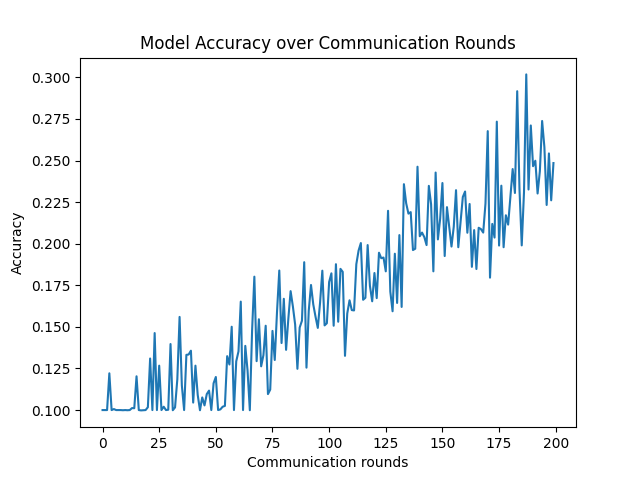 Model Accuracy over Communication Rounds
0.300
0.275
0.250
0.225
0.200
0.175
0.150
0.125
0.100
Accuracy
0 25 50 75 100 125 150 175 200
Communication rounds